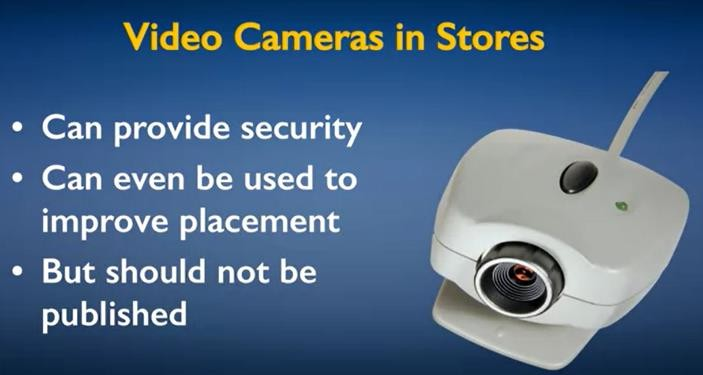 Video Cameras in Stores
• Can provide security
• Can even be used to
improve placement
• But should not be
published